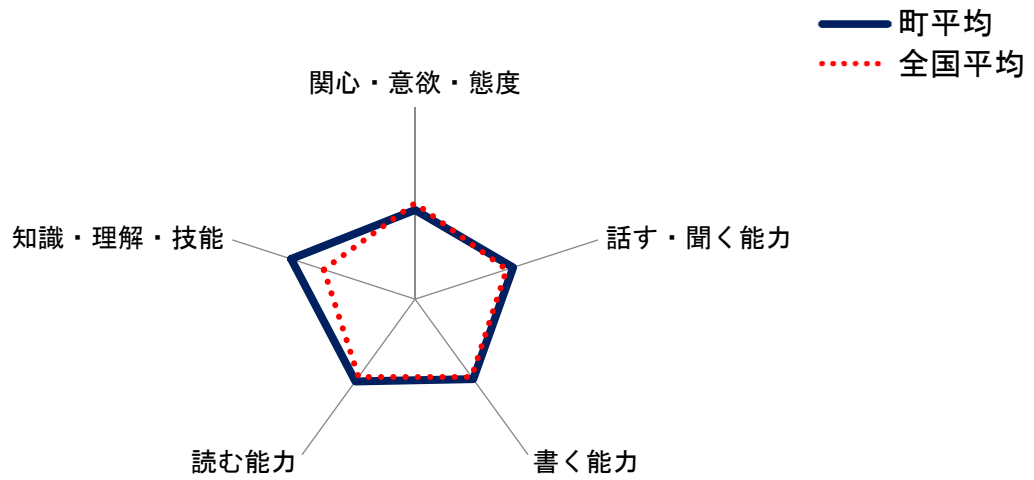 町平均
全国平均
関心・意欲・態度
知識・理解・技能
話す・聞く能力
読む能力
書く能力